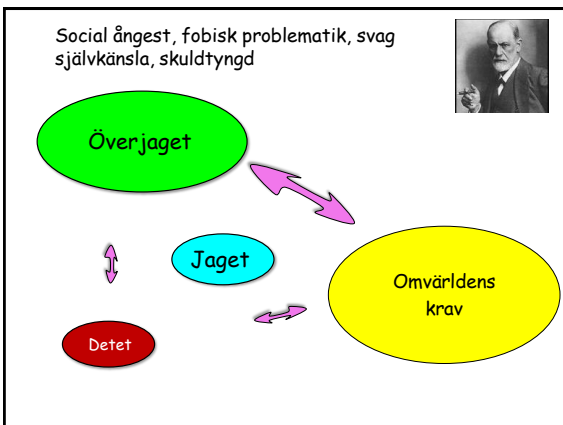 Social ångest, fobisk problematik, svag
självkänsla, skuldtyngd
Överjaget
Jaget
Omvärldens
krav
Detet